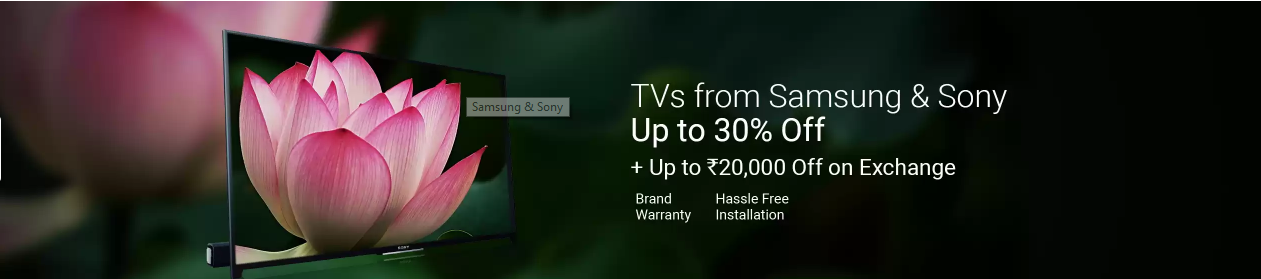 Samsung & Sony
TVs from Samsung & Sony
Up to 30% Off
+ Up to ₹20,000 Off on Exchange
Brand Warranty
Hassle Free Installation
SONY